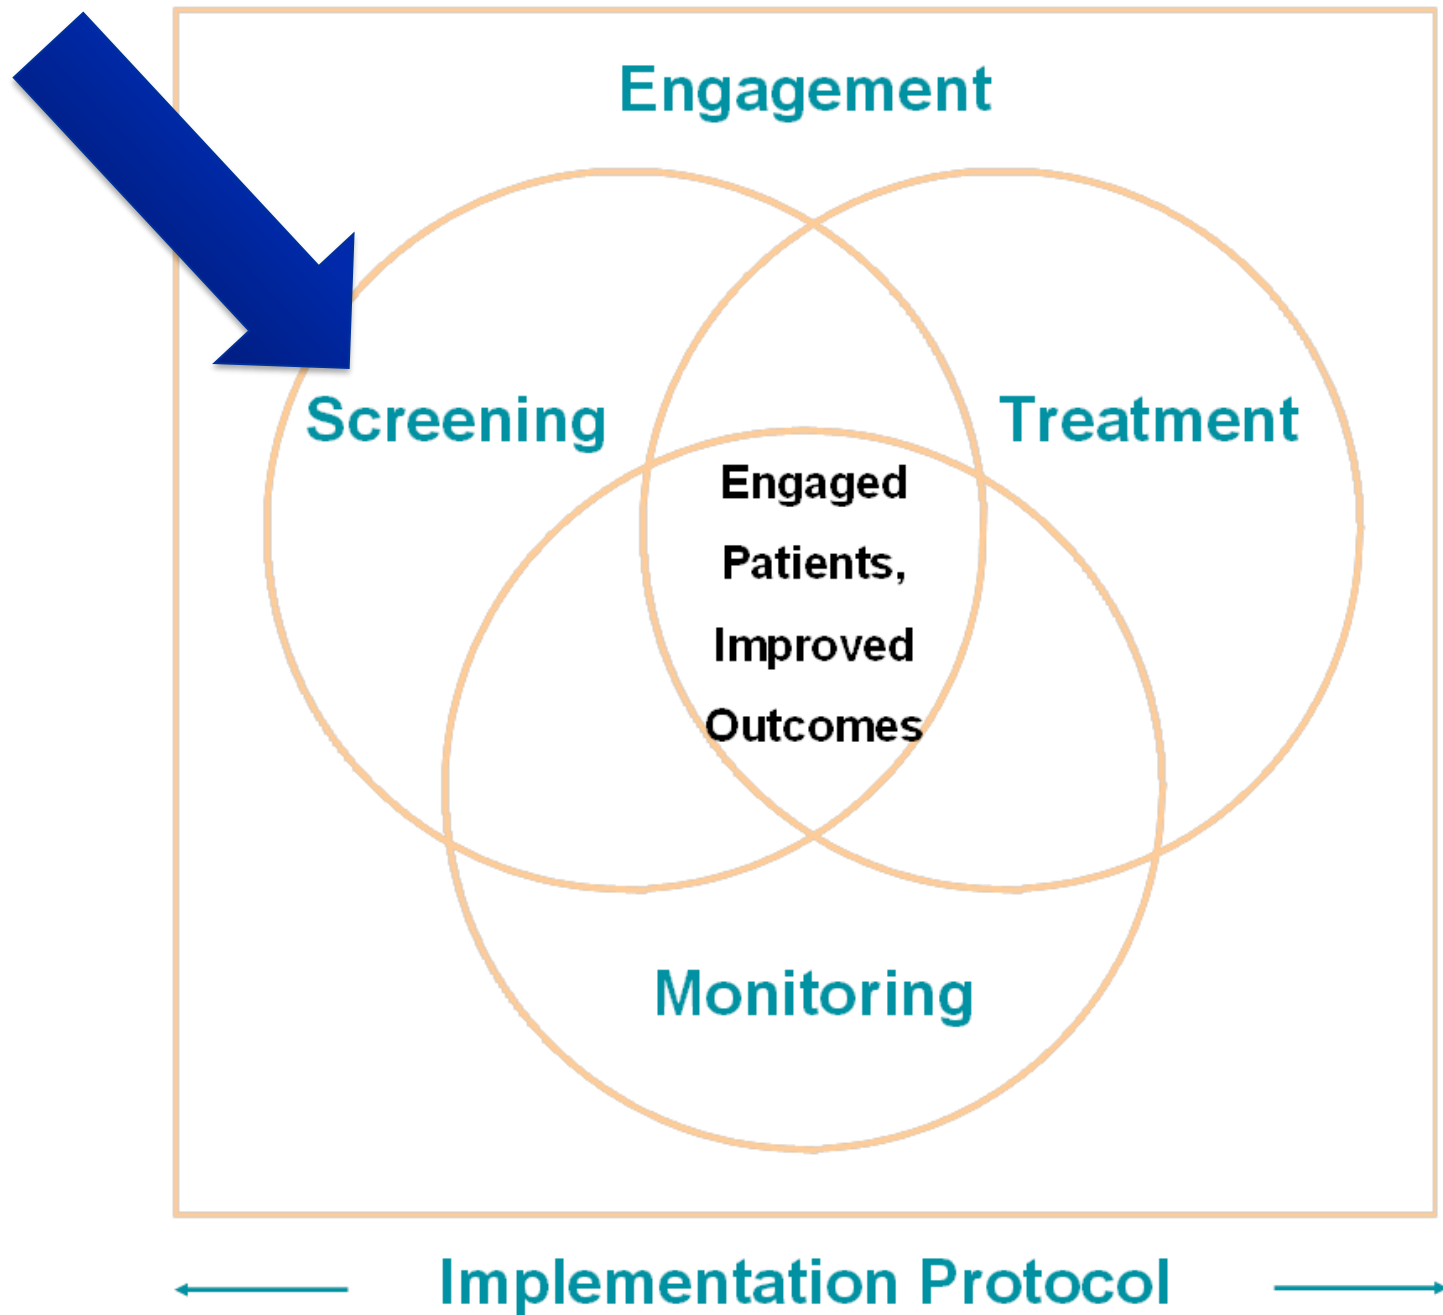 Engagement
Screening
Treatment
Engaged
Patients,
Improved
Outcomes
Monitoring
Implementation Protocol